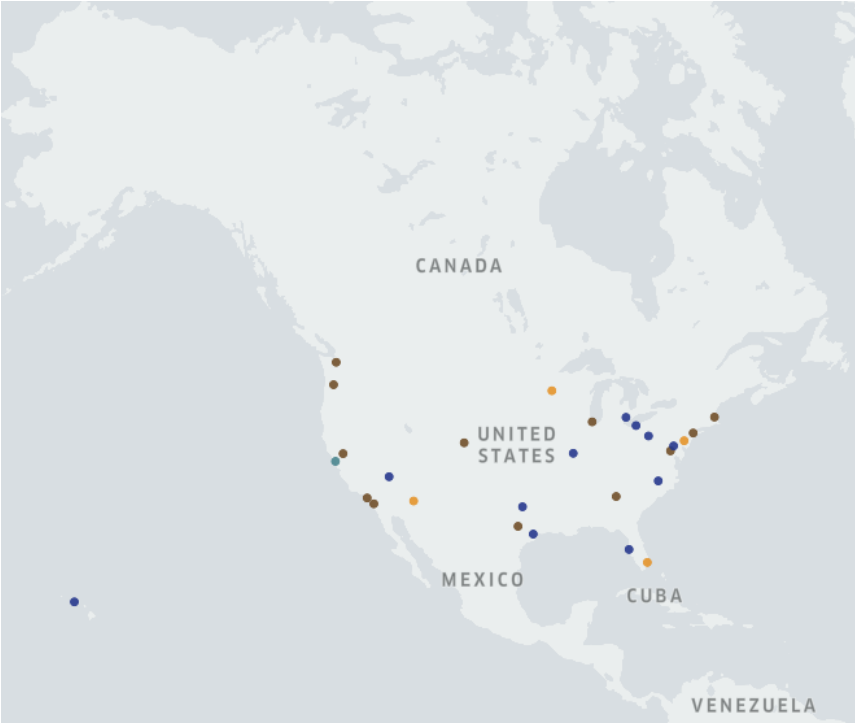 CANADA
UNITED
STATES
MEXICO
CUBA
VENEZUELA